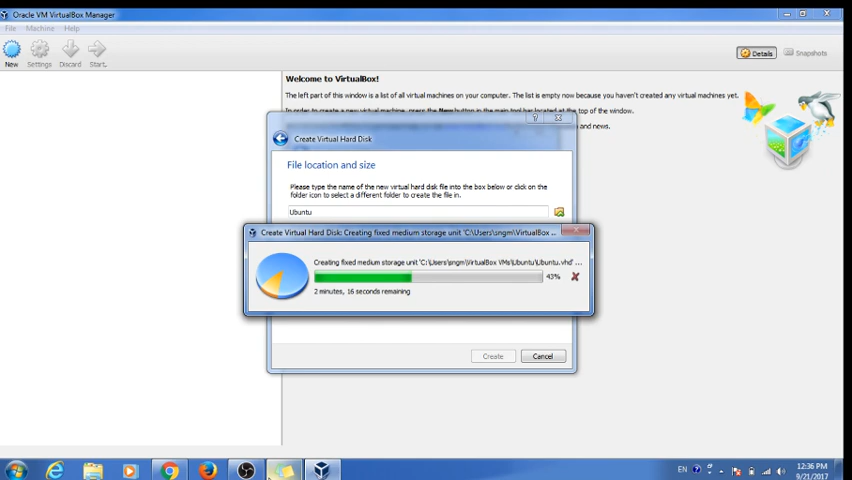 Oracle VM VirtualBox Manager
File Machine Help
New Settings Discard Start.
Details Snapshots
Welcome to VirtualBox!
The left part of this window is a list of all virtual machines on your computer. The list is empty now because you haven't created any virtual machines yet.
In order to create a new virtual machine, press the New button in the main tool bar located at the top of the window.
and news.
? X
Create Virtual Hard Disk
File location and size
Please type the name of the new virtual hard disk file into the box below or click on the
folder icon to select a different folder to create the file in.
Ubuntu
Create Virtual Hard Disk: Creating fixed medium storage unit 'C:\Users\sngm\VirtualBox ...
Creating fixed medium storage unit 'C:\Users\sngm\VirtualBox VMs\Ubuntu\Ubuntu.vhd' ...
43%
2 minutes, 16 seconds remaining
Create Cancel
EN
12:36 PM
9/21/2017